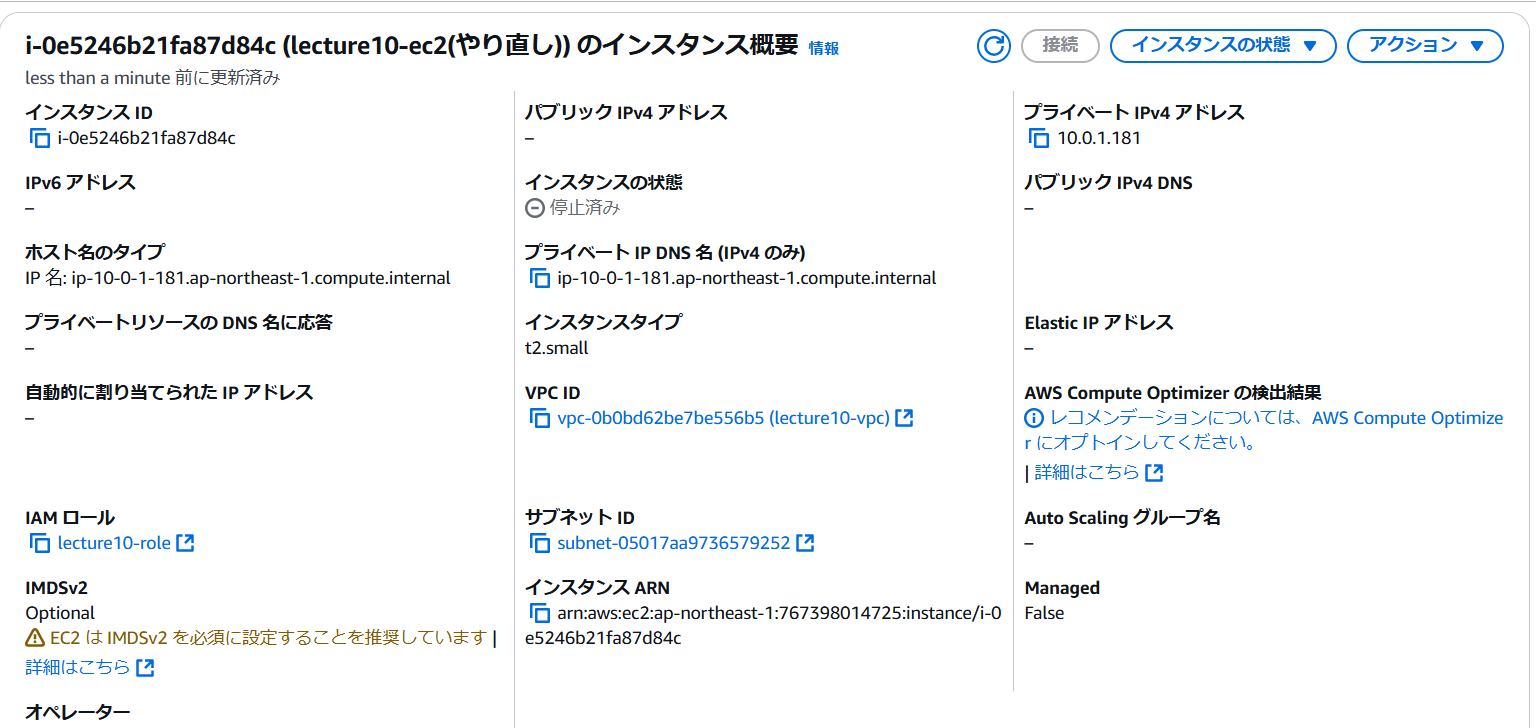 i-0e5246b21fa87d84c (lecture10-ec2(やり直し)) のインスタンス概要 情報
接続
インスタンスの状態
アクション
less than a minute 前に更新済み
インスタンス ID
i-0e5246b21fa87d84c
パブリック IPv4 アドレス
–
プライベート IPv4 アドレス
10.0.1.181
IPv6 アドレス
–
インスタンスの状態
停止済み
パブリック IPv4 DNS
–
ホスト名のタイプ
IP 名: ip-10-0-1-181.ap-northeast-1.compute.internal
プライベート IP DNS 名 (IPv4 のみ)
ip-10-0-1-181.ap-northeast-1.compute.internal
プライベートリソースの DNS 名に応答
–
インスタンスタイプ
t2.small
Elastic IP アドレス
–
自動的に割り当てられた IP アドレス
–
VPC ID
vpc-0b0bd62be7be556b5 (lecture10-vpc)
AWS Compute Optimizer の検出結果
レコメンデーションについては、AWS Compute Optimize
r にオプトインしてください。
| 詳細はこちら
IAM ロール
lecture10-role
サブネット ID
subnet-05017aa9736579252
Auto Scaling グループ名
–
IMDSv2
Optional
EC2 は IMDSv2 を必須に設定することを推奨しています |
詳細はこちら
インスタンス ARN
arn:aws:ec2:ap-northeast-1:767398014725:instance/i-0
e5246b21fa87d84c
Managed
False
オペレーター